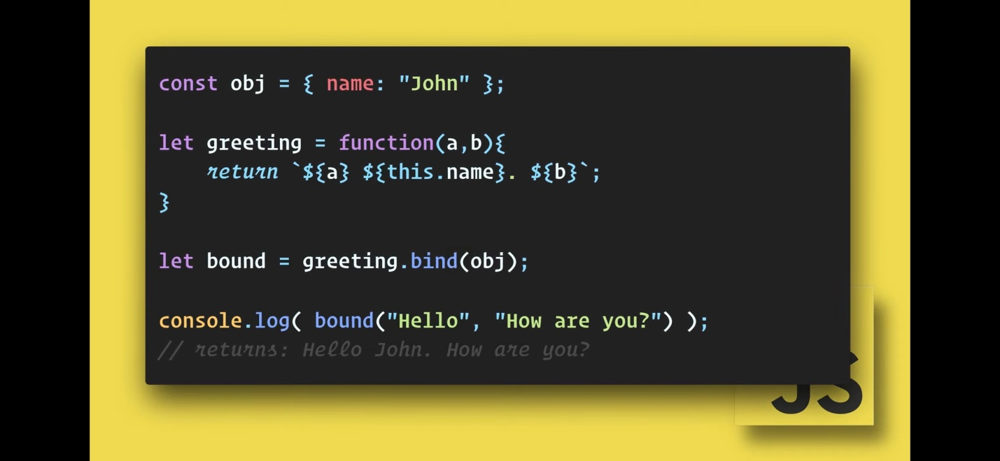 const obj = { name: "John" };
let greeting = function(a,b){
    return `${a} ${this.name}. ${b}`;
}
let bound = greeting.bind(obj);
console.log( bound("Hello", "How are you?") );
// returns: Hello John. How are you?
JS